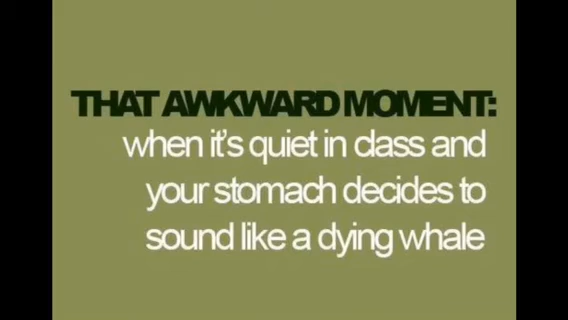 THAT AWKWARD MOMENT:
when it's quiet in class and
your stomach decides to
sound like a dying whale